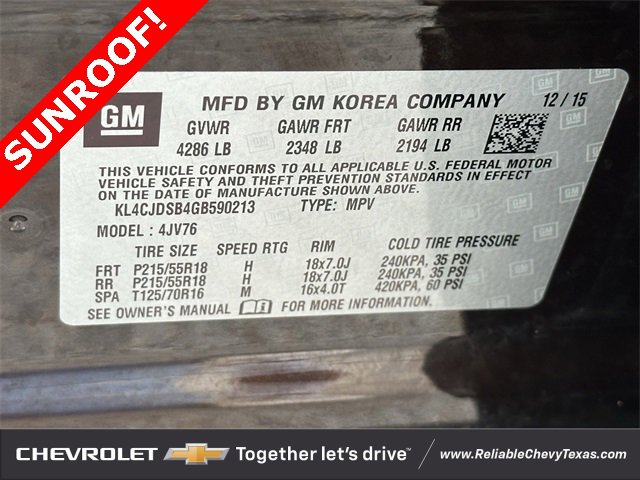 SUNROOF!
GM MFD BY GM KOREA COMPANY 12 / 15
GVWR GAWR FRT GAWR RR
4286 LB 2348 LB 2194 LB
THIS VEHICLE CONFORMS TO ALL APPLICABLE U.S. FEDERAL MOTOR
VEHICLE SAFETY AND THEFT PREVENTION STANDARDS IN EFFECT
ON THE DATE OF MANUFACTURE SHOWN ABOVE.
KL4CJDSB4GB590213 TYPE: MPV
MODEL : 4JV76
TIRE SIZE SPEED RTG RIM COLD TIRE PRESSURE
FRT P215/55R18 H 18x7.0J 240KPA, 35 PSI
RR P215/55R18 H 18x7.0J 240KPA, 35 PSI
SPA T125/70R16 M 16x4.0T 420KPA, 60 PSI
SEE OWNER'S MANUAL FOR MORE INFORMATION.
CHEVROLET Together let's drive™ www.ReliableChevyTexas.com